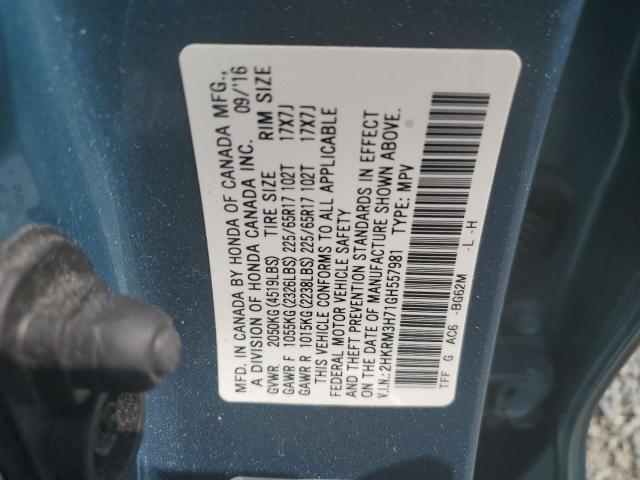 MFD. IN CANADA BY HONDA OF CANADA MFG.,
A DIVISION OF HONDA CANADA INC. 09/'16
GVWR 2050KG (4519LBS) TIRE SIZE RIM SIZE
GAWR F 1055KG (2326LBS) 225/65R17 102T 17X7J
GAWR R 1015KG (2238LBS) 225/65R17 102T 17X7J
THIS VEHICLE CONFORMS TO ALL APPLICABLE
FEDERAL MOTOR VEHICLE SAFETY
AND THEFT PREVENTION STANDARDS IN EFFECT
ON THE DATE OF MANUFACTURE SHOWN ABOVE.
V.I.N.: 2HKRM3H71GH557981 TYPE: MPV
TFF G AC6 -BG62M -L -H